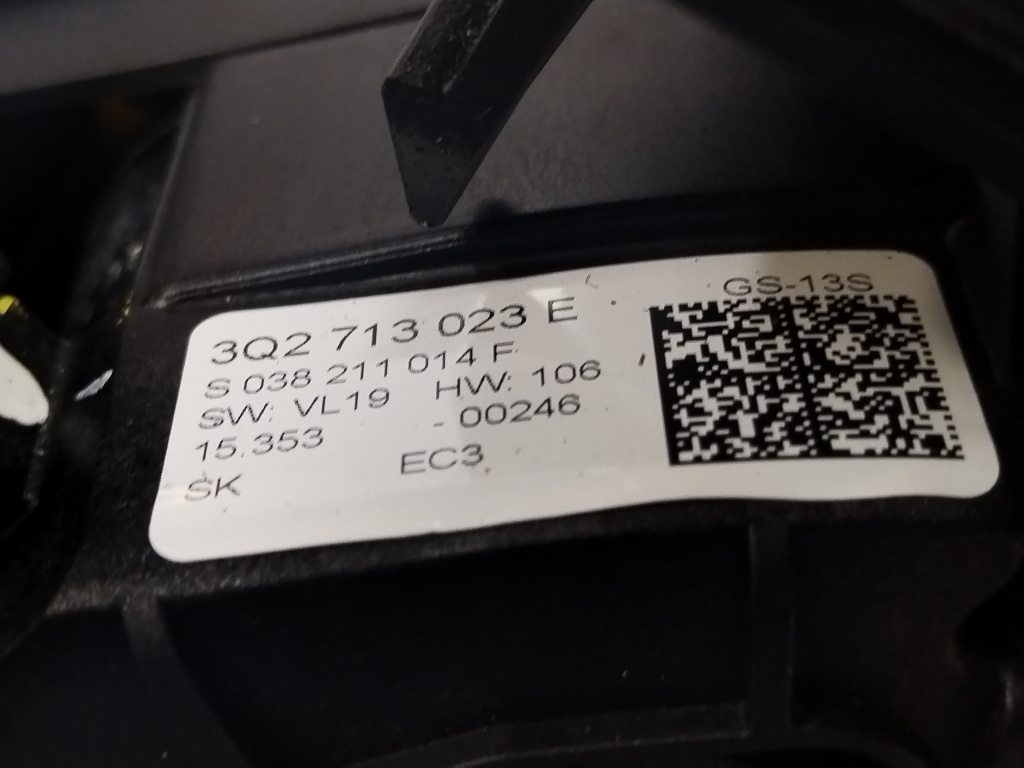 GS-13S
3Q2 713 023 E
S 038 211 014 F
SW: VL19 HW: 106
15.353 - 00246
SK EC3